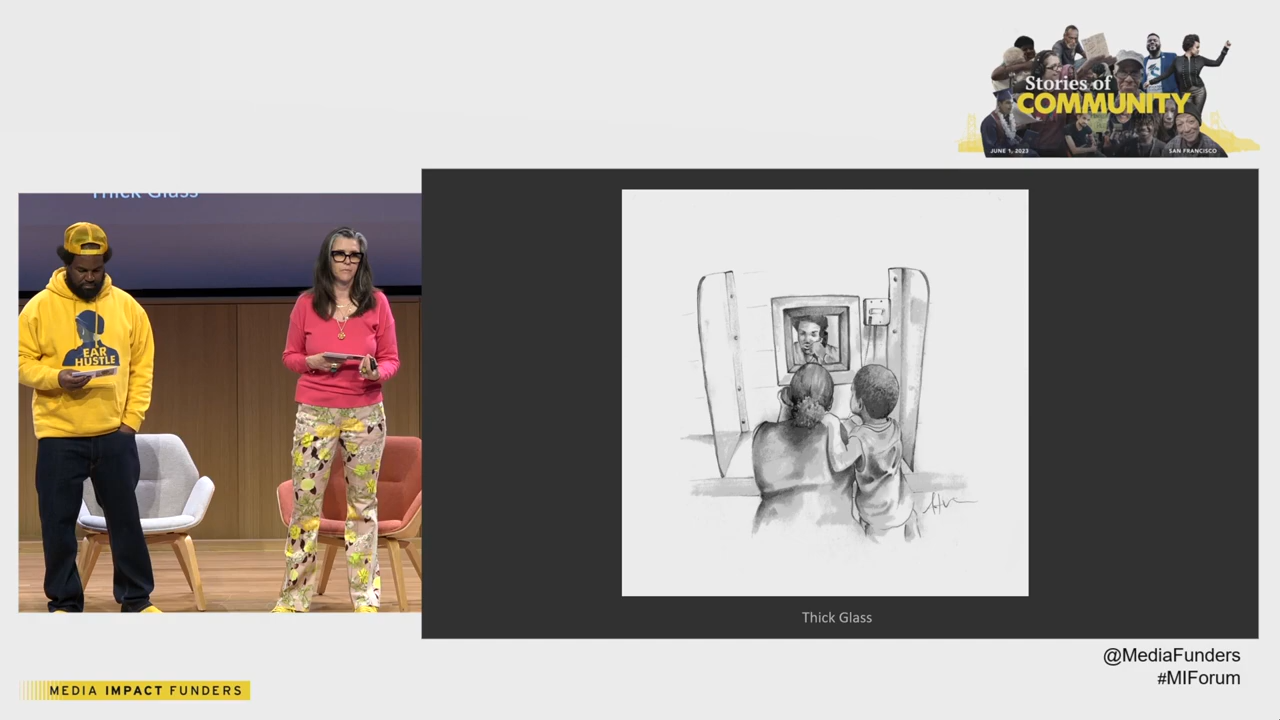 Stories of
COMMUNITY
JUNE 1, 2023
SAN FRANCISCO
Thick Glass
EAR
HUSTLE
Thick Glass
@MediaFunders
#MIForum
MEDIA IMPACT FUNDERS